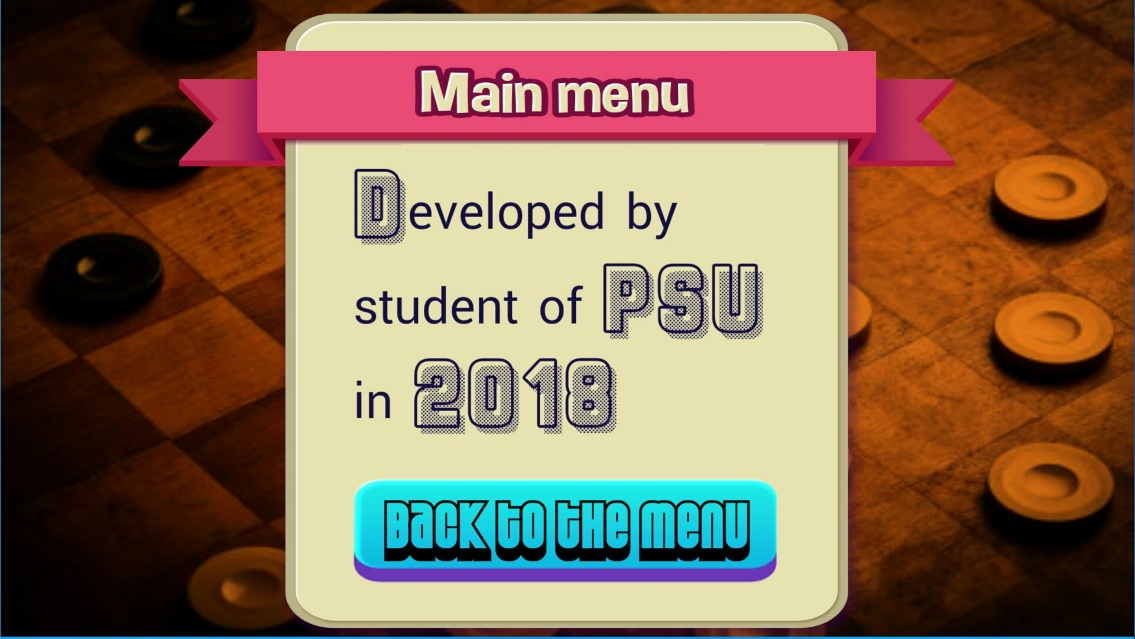 Main menu
Developed by
student of PSU
in 2018
Back to the menu